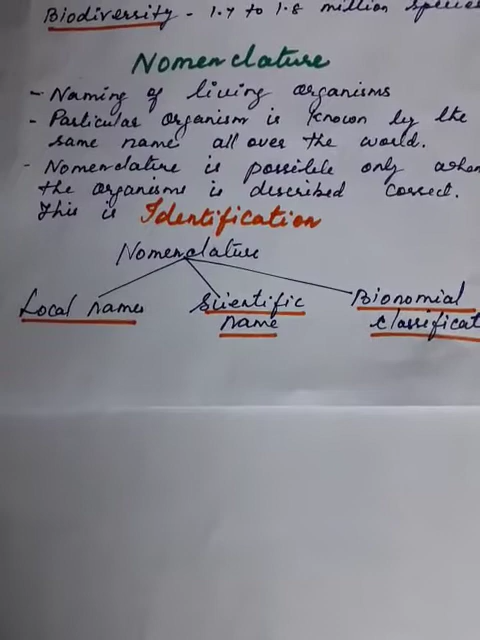 Biodiversity - 1.7 to 1.8 million species
Nomenclature
- Naming of living organisms
- Particular organism is known by the
same name all over the world.
- Nomenclature is possible only when
the organisms is described correct.
This is Identification
Nomenclature
Local names Scientific name Bionomial classificat